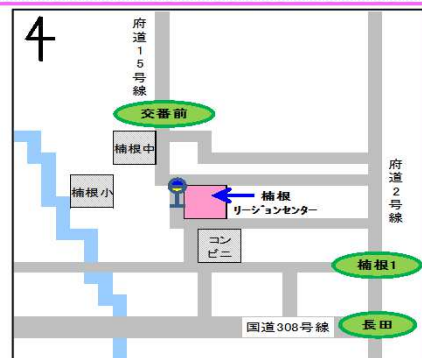 4
府道15号線
交番前
楠根中
府道2号線
楠根小
楠根
リージョンセンター
コン
ビニ
楠根1
国道308号線
長田